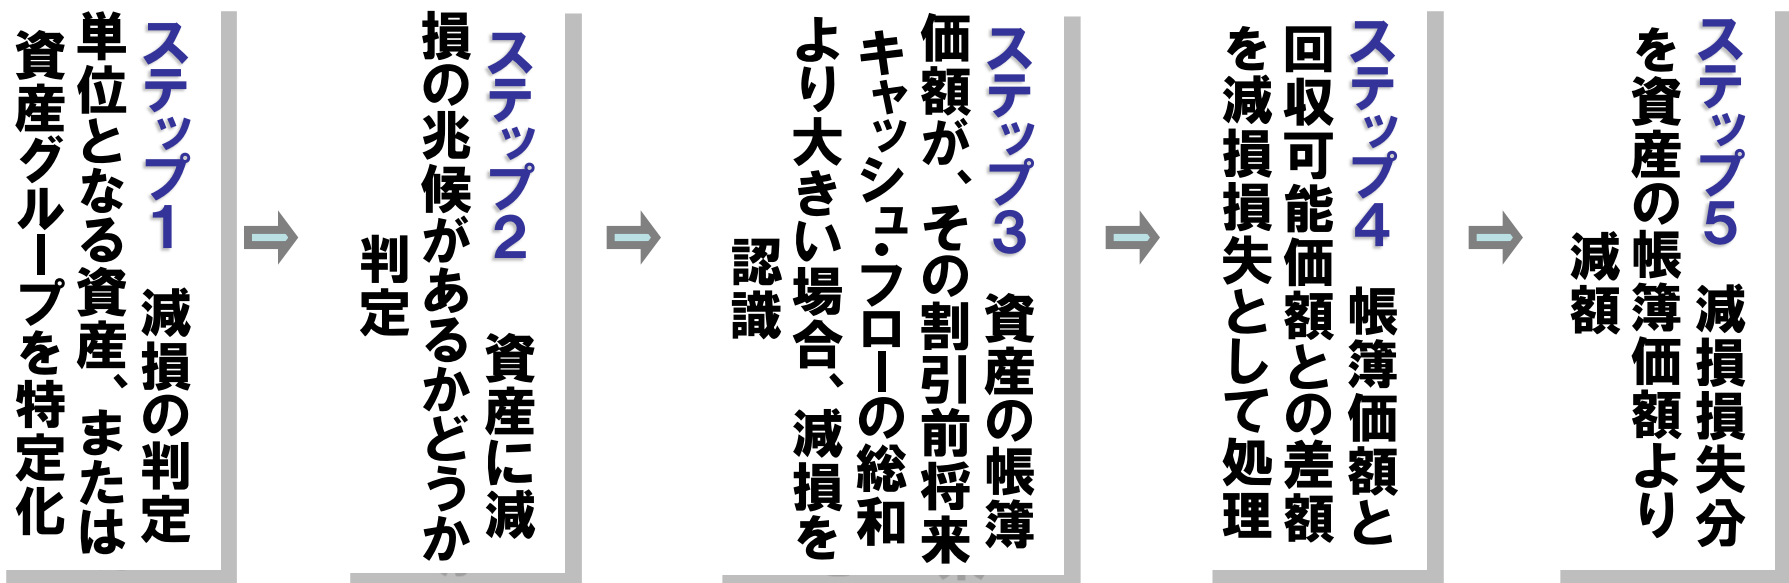 ステップ1 減損の判定
単位となる資産、または
資産グループを特定化
ステップ2 資産に減
損の兆候があるかどうか
判定
ステップ3 資産の帳簿
価額が、その割引前将来
キャッシュ・フローの総和
より大きい場合、減損を
認識
ステップ4 帳簿価額と
回収可能価額との差額
を減損損失として処理
ステップ5 減損損失分
を資産の帳簿価額より
減額